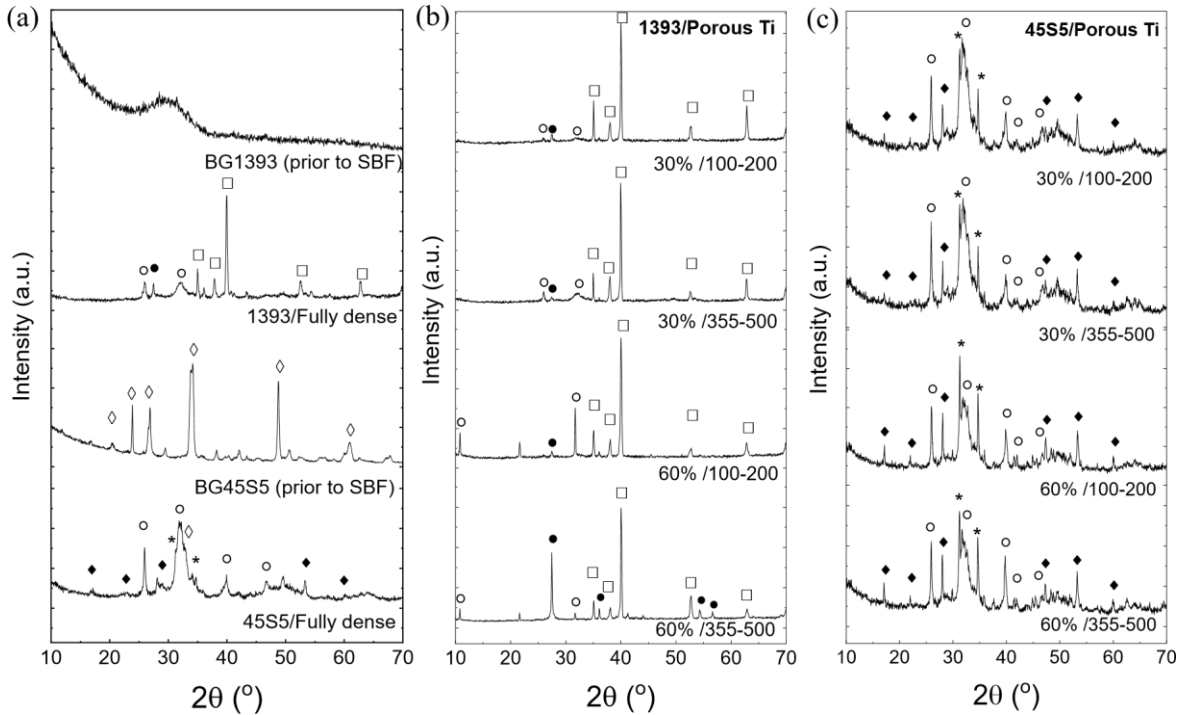 (a)
BG1393 (prior to SBF)
1393/Fully dense
BG45S5 (prior to SBF)
45S5/Fully dense
Intensity (a.u.)
10 20 30 40 50 60 70
2θ (°)
(b)
1393/Porous Ti
30% /100-200
30% /355-500
60% /100-200
60% /355-500
Intensity (a.u.)
10 20 30 40 50 60 70
2θ (°)
(c)
45S5/Porous Ti
30% /100-200
30% /355-500
60% /100-200
60% /355-500
Intensity (a.u.)
10 20 30 40 50 60 70
2θ (°)